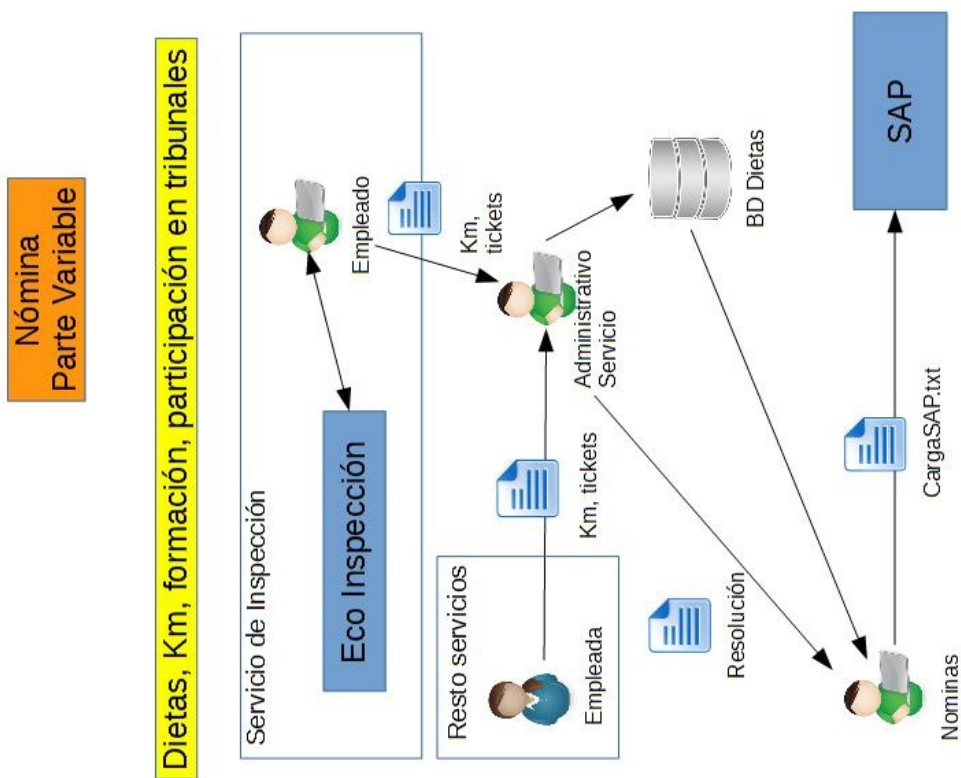 Nómina
Parte Variable
Dietas, Km, formación, participación en tribunales
Servicio de Inspección
Eco Inspección
Empleado
Km,
tickets
Resto servicios
Empleada
Km, tickets
Administrativo
Servicio
BD Dietas
Resolución
Nominas
CargaSAP.txt
SAP